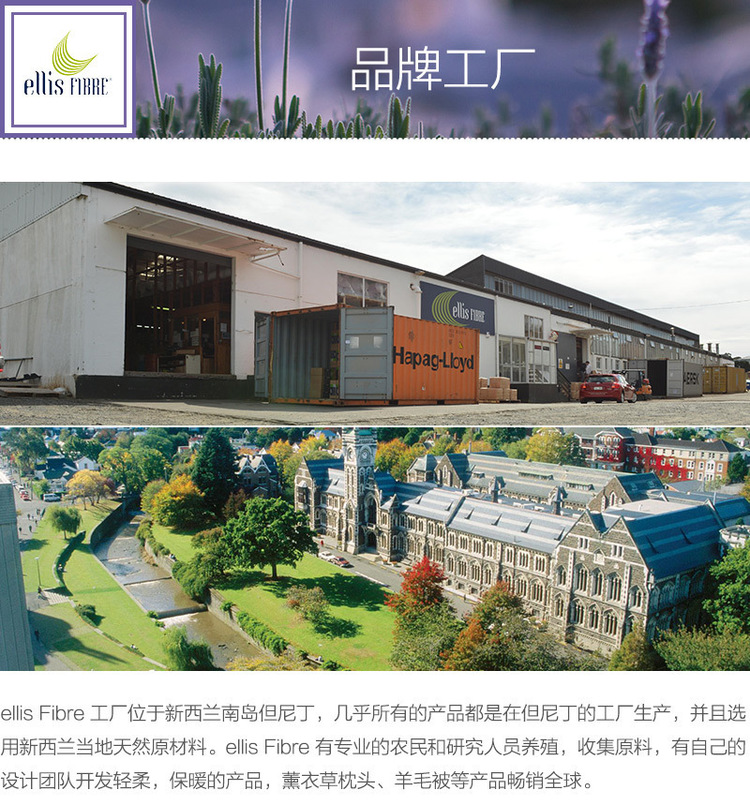 ellis FIBRE
品牌工厂
ellis FIBRE
Hapag-Lloyd
ellis Fibre 工厂位于新西兰南岛但尼丁，几乎所有的产品都是在但尼丁的工厂生产，并且选
用新西兰当地天然原材料。ellis Fibre 有专业的农民和研究人员养殖，收集原料，有自己的
设计团队开发轻柔，保暖的产品，薰衣草枕头、羊毛被等产品畅销全球。